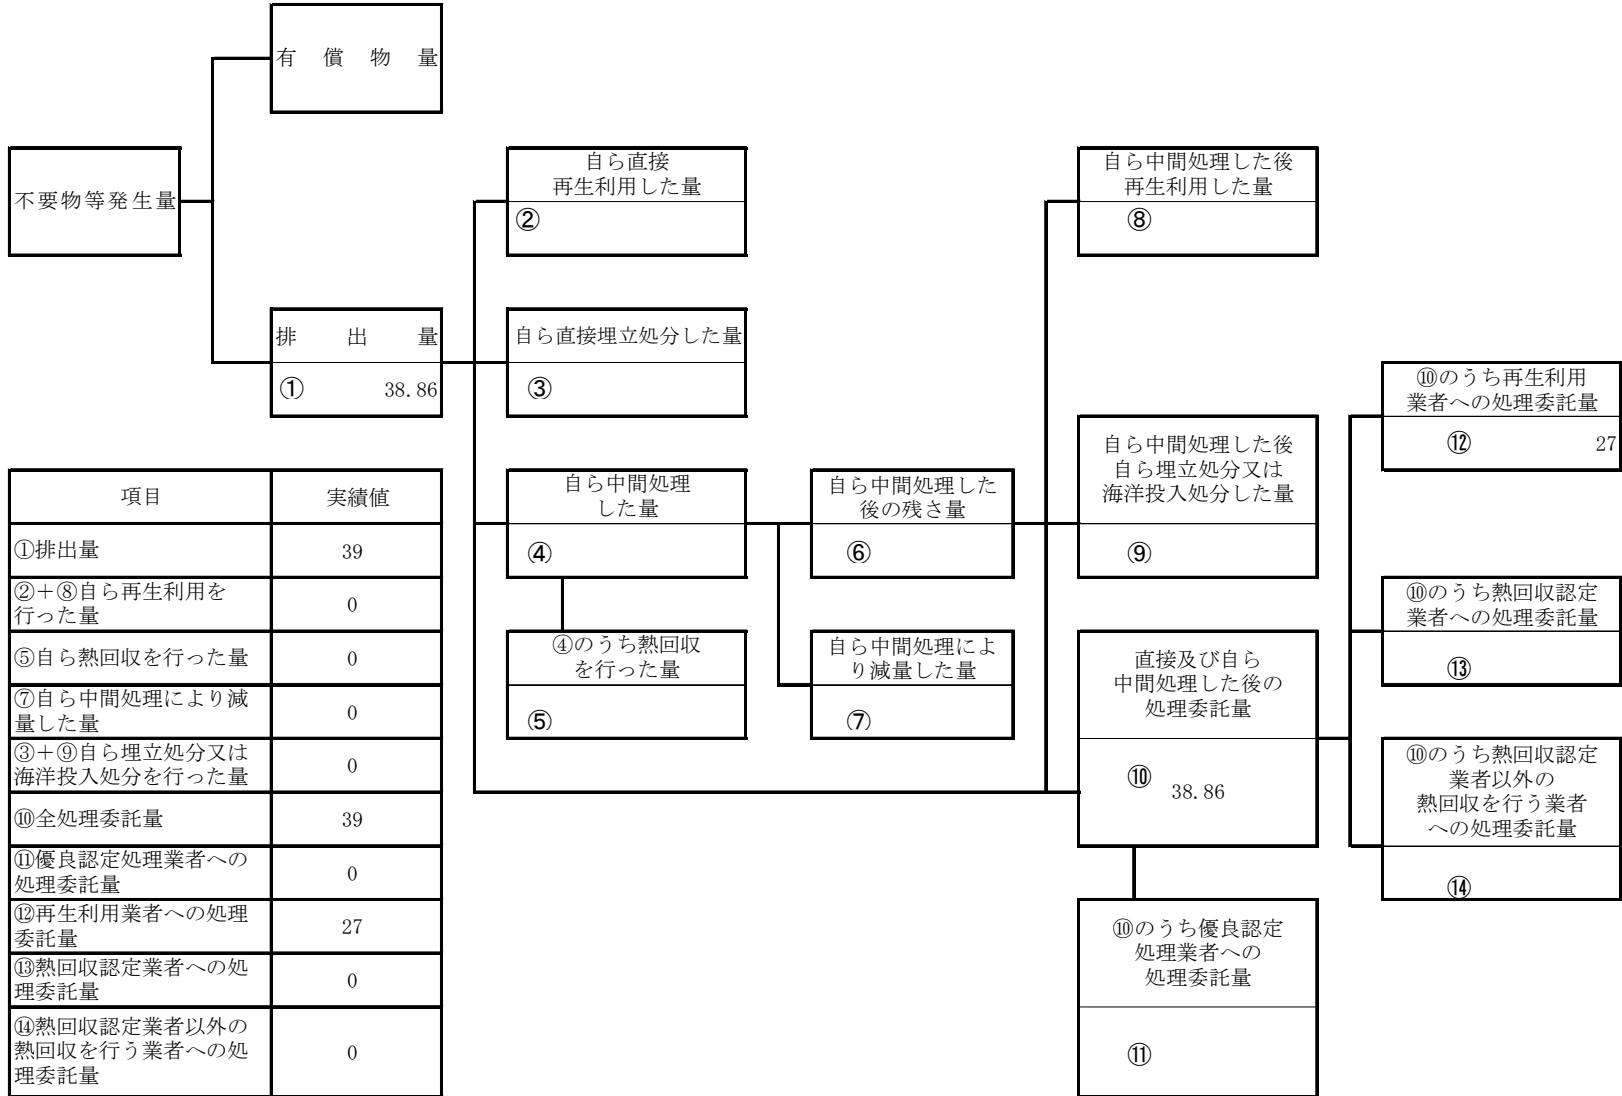 有償物量
不要物等発生量
排出量
① 38.86
自ら直接
再生利用した量
②
自ら直接埋立処分した量
③
自ら中間処理
した量
④
④のうち熱回収
を行った量
⑤
自ら中間処理した
後の残さ量
⑥
自ら中間処理によ
り減量した量
⑦
自ら中間処理した後
再生利用した量
⑧
自ら中間処理した後
自ら埋立処分又は
海洋投入処分した量
⑨
直接及び自ら
中間処理した後の
処理委託量
⑩ 38.86
⑩のうち優良認定
処理業者への
処理委託量
⑪
⑩のうち再生利用
業者への処理委託量
⑫ 27
⑩のうち熱回収認定
業者への処理委託量
⑬
⑩のうち熱回収認定
業者以外の
熱回収を行う業者
への処理委託量
⑭
項目 実績値
①排出量 39
②+⑧自ら再生利用を
行った量 0
⑤自ら熱回収を行った量 0
⑦自ら中間処理により減
量した量 0
③+⑨自ら埋立処分又は
海洋投入処分を行った量 0
⑩全処理委託量 39
⑪優良認定処理業者への
処理委託量 0
⑫再生利用業者への処理
委託量 27
⑬熱回収認定業者への処
理委託量 0
⑭熱回収認定業者以外の
熱回収を行う業者への処
理委託量 0